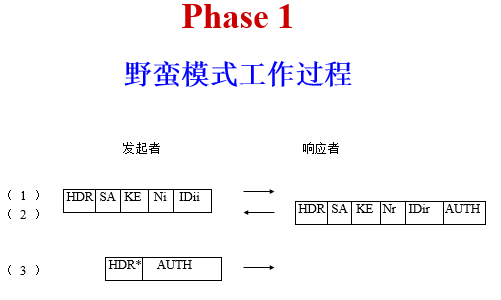 Phase 1
野蛮模式工作过程
发起者 响应者
（ 1 ） HDR SA KE Ni IDii
（ 2 ） HDR SA KE Nr IDir AUTH
（ 3 ） HDR* AUTH